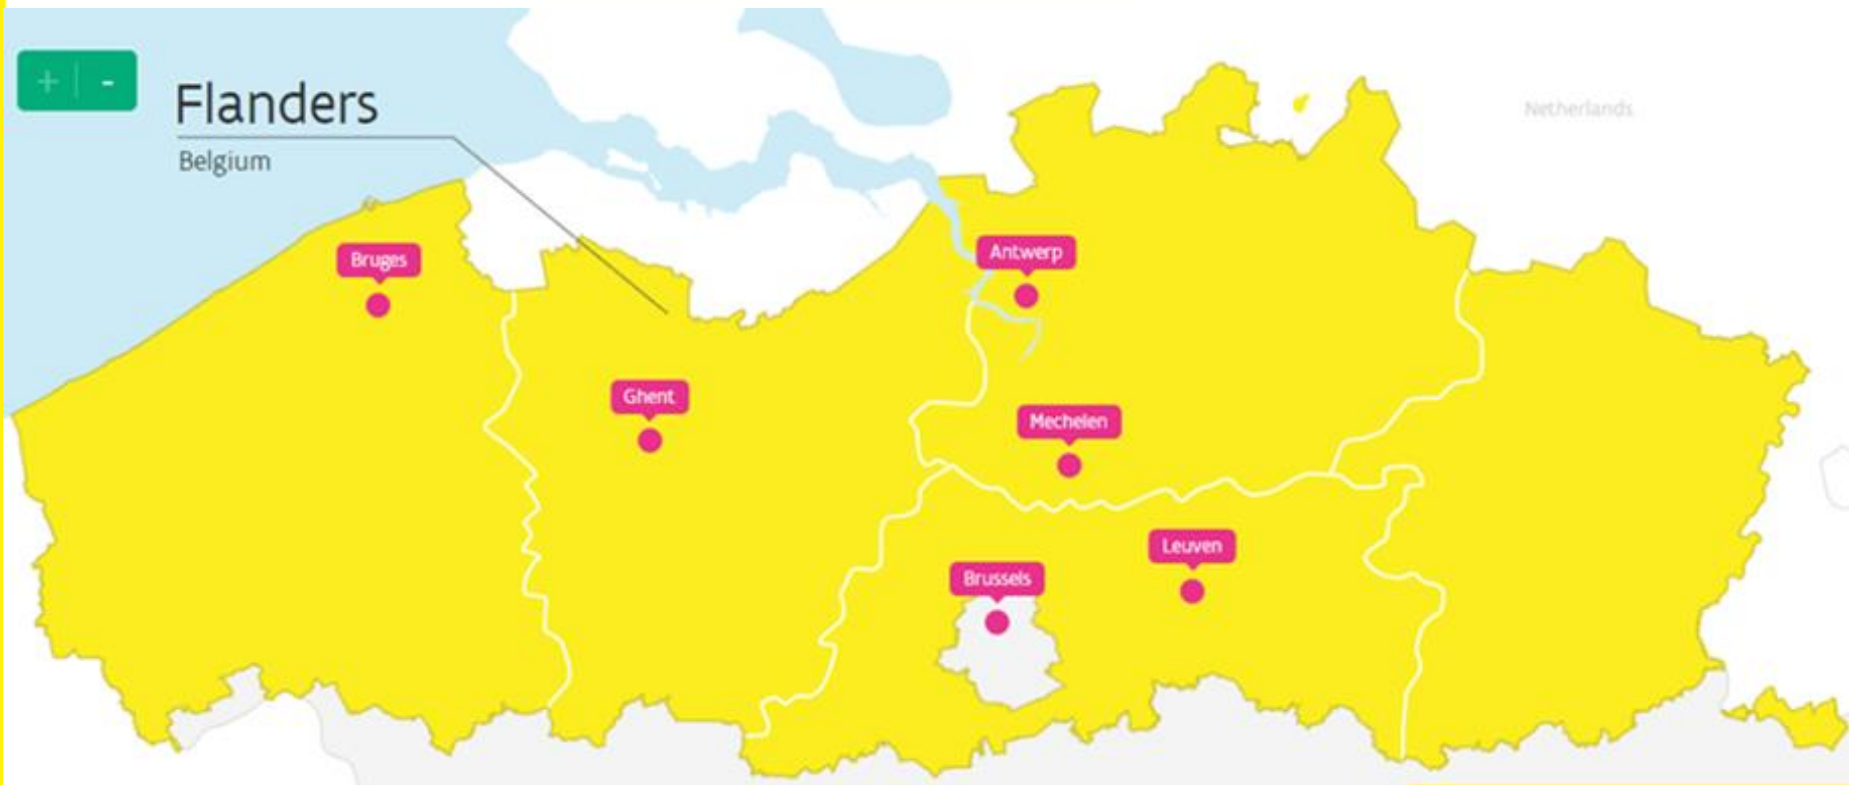 + | -
Flanders
Belgium
Netherlands
Bruges
Antwerp
Ghent
Mechelen
Leuven
Brussels